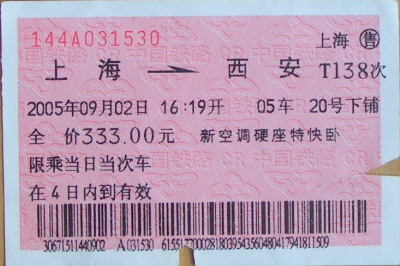 144A031530 上海 售
上 海 → 西 安 T138次
2005年09月02日 16:19开 05车 20号下铺
全 价333.00元 新空调硬座特快卧
限乘当日当次车
在4日内到有效